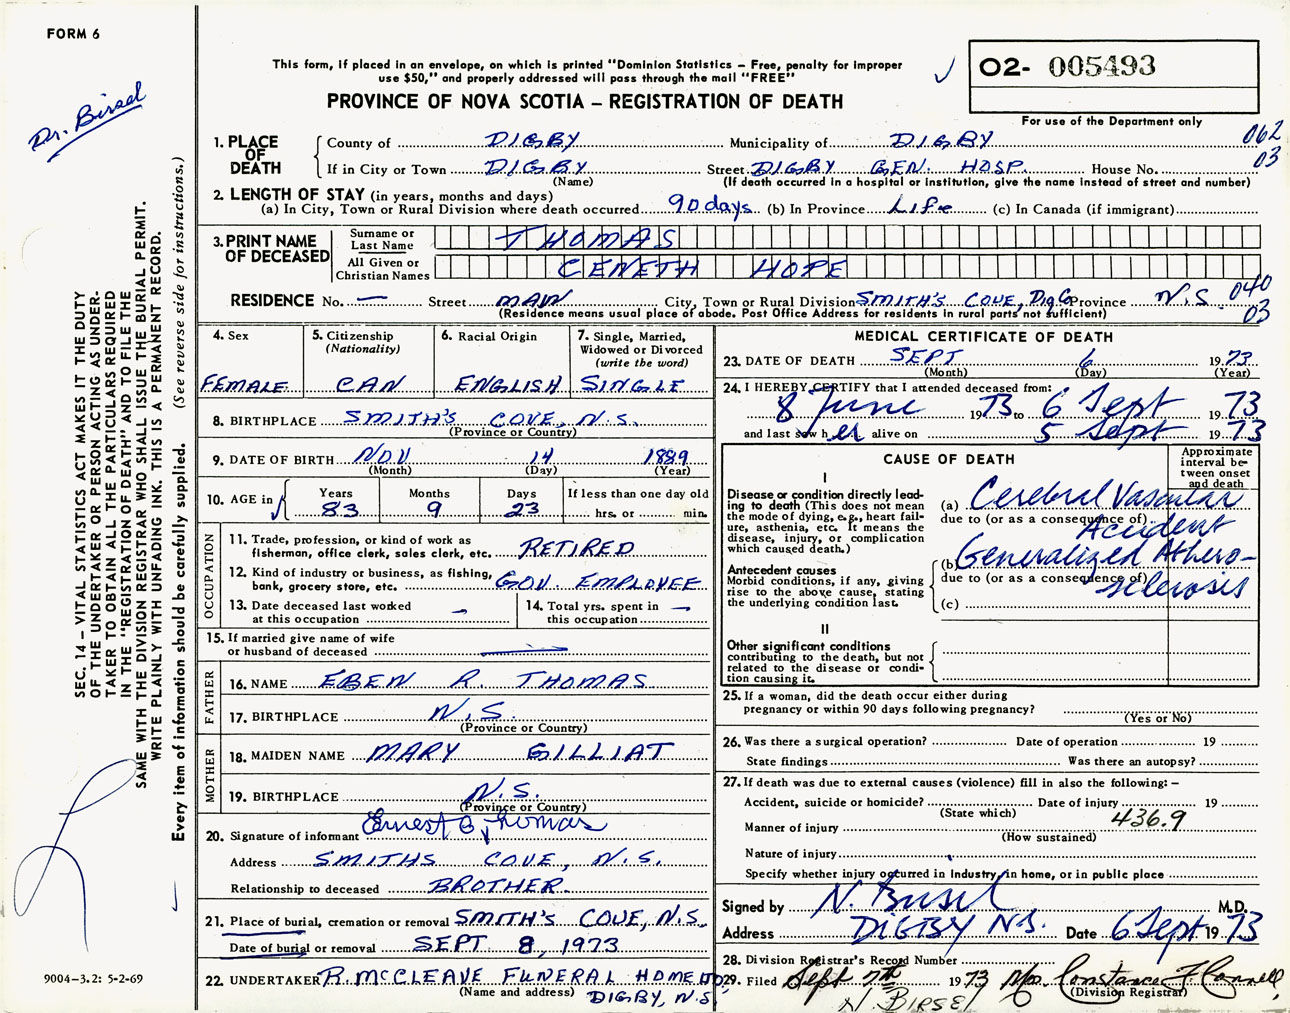 FORM 6
Dr. Birsel
This form, if placed in an envelope, on which is printed "Dominion Statistics – Free, penalty for improper
use $50," and properly addressed will pass through the mail "FREE"
PROVINCE OF NOVA SCOTIA – REGISTRATION OF DEATH
02- 005493
For use of the Department only
062
03
1. PLACE OF DEATH
County of DIGBY Municipality of DIGBY
If in City or Town DIGBY Street DIGBY GEN. HOSP. House No.
(Name) (If death occurred in a hospital or institution, give the name instead of street and number)
2. LENGTH OF STAY (in years, months and days)
(a) In City, Town or Rural Division where death occurred 90 days (b) In Province Life (c) In Canada (if immigrant)
3. PRINT NAME OF DECEASED
Surname or Last Name THOMAS
All Given or Christian Names CENETH HOPE
RESIDENCE No. — Street MAIN City, Town or Rural Division SMITH'S COVE, Dig Co Province N.S. 040
03
(Residence means usual place of abode. Post Office Address for residents in rural parts not sufficient)
4. Sex FEMALE
5. Citizenship (Nationality) CAN
6. Racial Origin ENGLISH
7. Single, Married, Widowed or Divorced (write the word) SINGLE
8. BIRTHPLACE SMITH'S COVE, N.S.
(Province or Country)
9. DATE OF BIRTH NOV 14 1889
(Month) (Day) (Year)
10. AGE in Years 83 Months 9 Days 23 If less than one day old hrs. or min.
OCCUPATION
11. Trade, profession, or kind of work as
fisherman, office clerk, sales clerk, etc. RETIRED
12. Kind of industry or business, as fishing,
bank, grocery store, etc. GOV. EMPLOYEE
13. Date deceased last worked
at this occupation —
14. Total yrs. spent in
this occupation —
15. If married give name of wife
or husband of deceased —
FATHER
16. NAME EBEN R. THOMAS
17. BIRTHPLACE N.S.
(Province or Country)
MOTHER
18. MAIDEN NAME MARY GILLIAT
19. BIRTHPLACE N.S.
(Province or Country)
20. Signature of informant Ernest G Thomas
Address SMITHS COVE, N.S.
Relationship to deceased BROTHER.
21. Place of burial, cremation or removal SMITH'S COVE, N.S.
Date of burial or removal SEPT 8, 1973
22. UNDERTAKER R. MCCLEAVE FUNERAL HOME LTD.
(Name and address) DIGBY, N.S.
MEDICAL CERTIFICATE OF DEATH
23. DATE OF DEATH SEPT 6 1973
(Month) (Day) (Year)
24. I HEREBY CERTIFY that I attended deceased from:
8 June 1973 to 6 Sept 1973
and last saw her alive on 5 Sept 1973
CAUSE OF DEATH
Approximate interval between onset and death
I
Disease or condition directly leading to death (This does not mean
the mode of dying, e.g., heart failure, asthenia, etc. It means the
disease, injury, or complication
which caused death.)
(a) Cerebral Vascular
due to (or as a consequence of) Accident
Antecedent causes
Morbid conditions, if any, giving
rise to the above cause, stating
the underlying condition last.
(b) Generalized Athero-
due to (or as a consequence of) sclerosis
(c)
II
Other significant conditions
contributing to the death, but not
related to the disease or condition causing it.
25. If a woman, did the death occur either during
pregnancy or within 90 days following pregnancy?
(Yes or No)
26. Was there a surgical operation? Date of operation 19
State findings Was there an autopsy?
27. If death was due to external causes (violence) fill in also the following: –
Accident, suicide or homicide? Date of injury 19
(State which)
Manner of injury 436.9
(How sustained)
Nature of injury
Specify whether injury occurred in Industry, in home, or in public place
Signed by N. Birsel M.D.
Address DIGBY N.S. Date 6 Sept 1973
28. Division Registrar's Record Number
29. Filed Sept 7th 1973 Mrs. Constance F. Connell
(Division Registrar)
N. BIRSEL
SEC. 14 – VITAL STATISTICS ACT MAKES IT THE DUTY
OF THE UNDERTAKER OR PERSON ACTING AS UNDER-
TAKER TO OBTAIN ALL THE PARTICULARS REQUIRED
IN THE "REGISTRATION OF DEATH" AND TO FILE THE
SAME WITH THE DIVISION REGISTRAR WHO SHALL ISSUE THE BURIAL PERMIT.
WRITE PLAINLY WITH UNFADING INK. THIS IS A PERMANENT RECORD.
Every item of information should be carefully supplied. (See reverse side for instructions.)
9004–3.2: 5-2-69